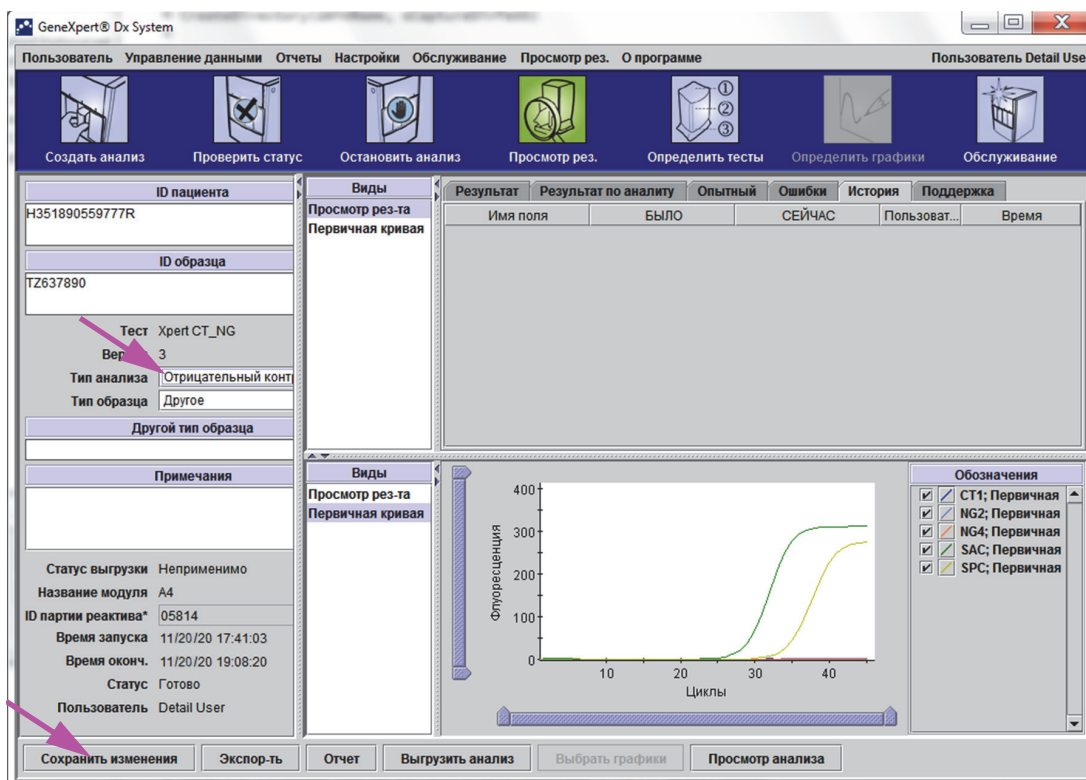 GeneXpert® Dx System
Пользователь Управление данными Отчеты Настройки Обслуживание Просмотр рез. О программе Пользователь Detail Use
① ② ③
Создать анализ Проверить статус Остановить анализ Просмотр рез. Определить тесты Определить графики Обслуживание
ID пациента
H351890559777R
ID образца
TZ637890
Тест Xpert CT_NG
Вер 3
Тип анализа Отрицательный конт
Тип образца Другое
Другой тип образца
Примечания
Статус выгрузки Неприменимо
Название модуля A4
ID партии реактива* 05814
Время запуска 11/20/20 17:41:03
Время оконч. 11/20/20 19:08:20
Статус Готово
Пользователь Detail User
Виды
Просмотр рез-та
Первичная кривая
Результат Результат по аналиту Опытный Ошибки История Поддержка
Имя поля БЫЛО СЕЙЧАС Пользоват... Время
Виды
Просмотр рез-та
Первичная кривая
Флуоресценция
400
300
200
100
0
10 20 30 40
Циклы
Обозначения
CT1; Первичная
NG2; Первичная
NG4; Первичная
SAC; Первичная
SPC; Первичная
Сохранить изменения Экспор-ть Отчет Выгрузить анализ Выбрать графики Просмотр анализа